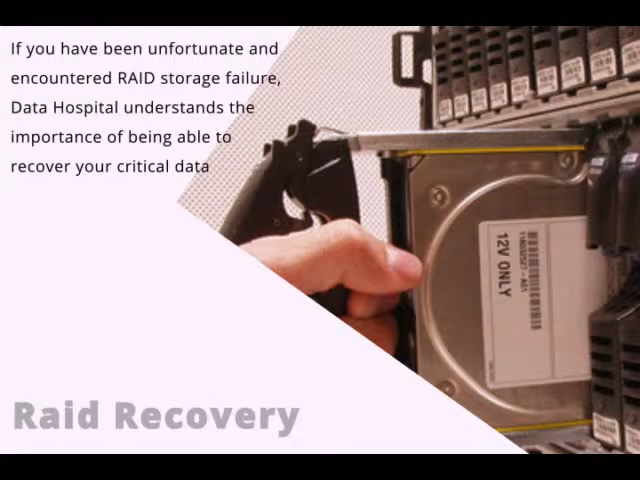 If you have been unfortunate and
encountered RAID storage failure,
Data Hospital understands the
importance of being able to
recover your critical data
12V ONLY
Raid Recovery